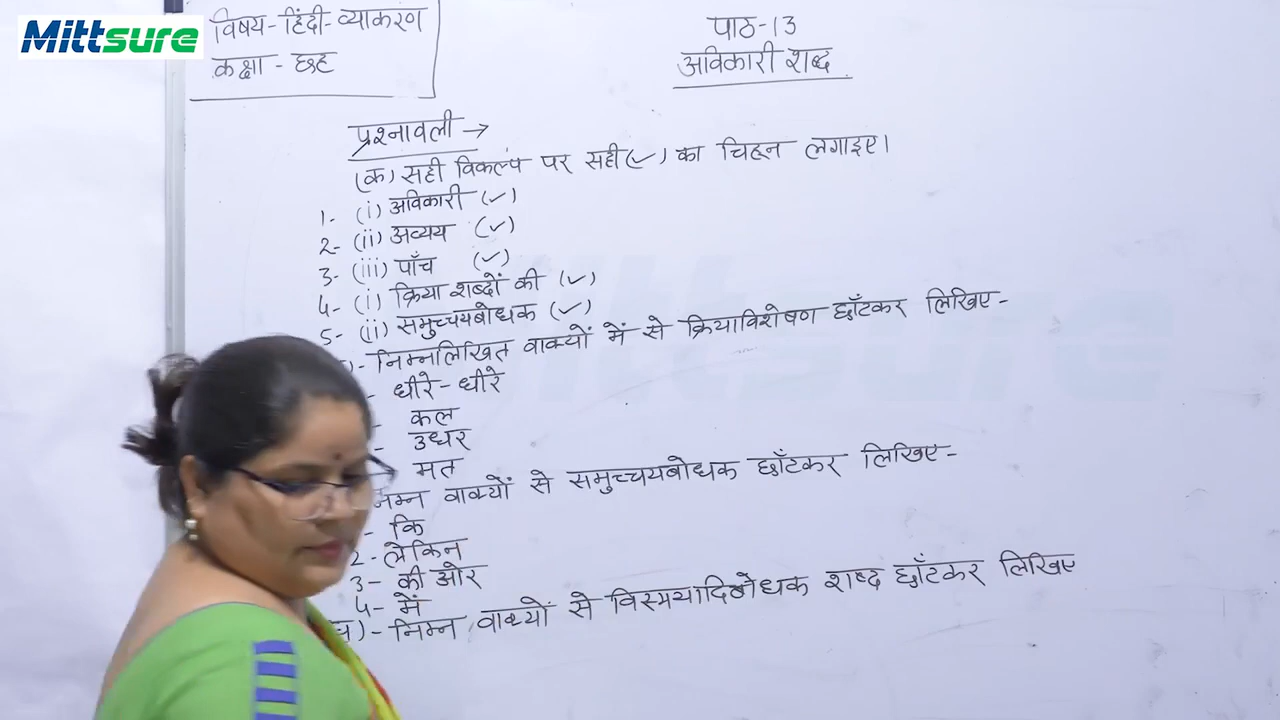 Mittsure
विषय-हिंदी-व्याकरण
कक्षा - छह
पाठ-13
अविकारी शब्द
प्रश्नावली →
(क) सही विकल्प पर सही(✓) का चिह्न लगाइए।
1- (i) अविकारी (✓)
2- (ii) अव्यय (✓)
3- (iii) पाँच (✓)
4- (i) क्रिया शब्दों की (✓)
5- (ii) समुच्चयबोधक (✓)
)- निम्नलिखित वाक्यों में से क्रियाविशेषण छाँटकर लिखिए-
- धीरे-धीरे
- कल
- उधर
मत
निम्न वाक्यों से समुच्चयबोधक छाँटकर लिखिए-
- कि
2- लेकिन
3- की ओर
4- में
)- निम्न वाक्यों से विस्मयादिबोधक शब्द छाँटकर लिखिए